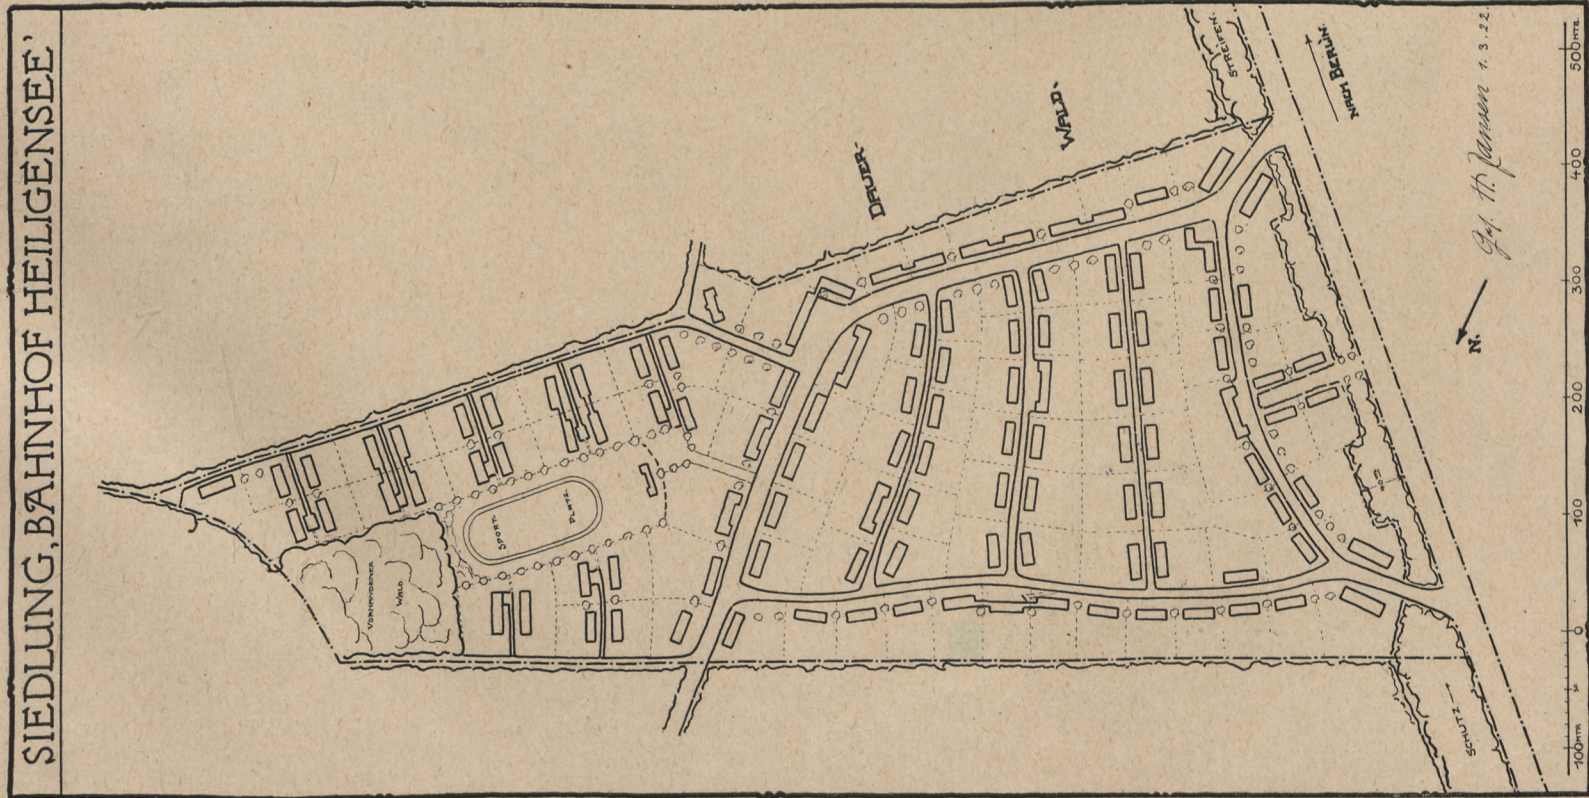 SIEDLUNG, BAHNHOF HEILIGENSEE'
STREIFEN.
NACH BERLIN.
DAUER-
WALD-
SPORT-
PLATZ.
VORHANDENER
WALD
N.
SCHUTZ-
H. Jansen 1.3.22.
100 MTR
0
100
200
300
400
500 MTR.